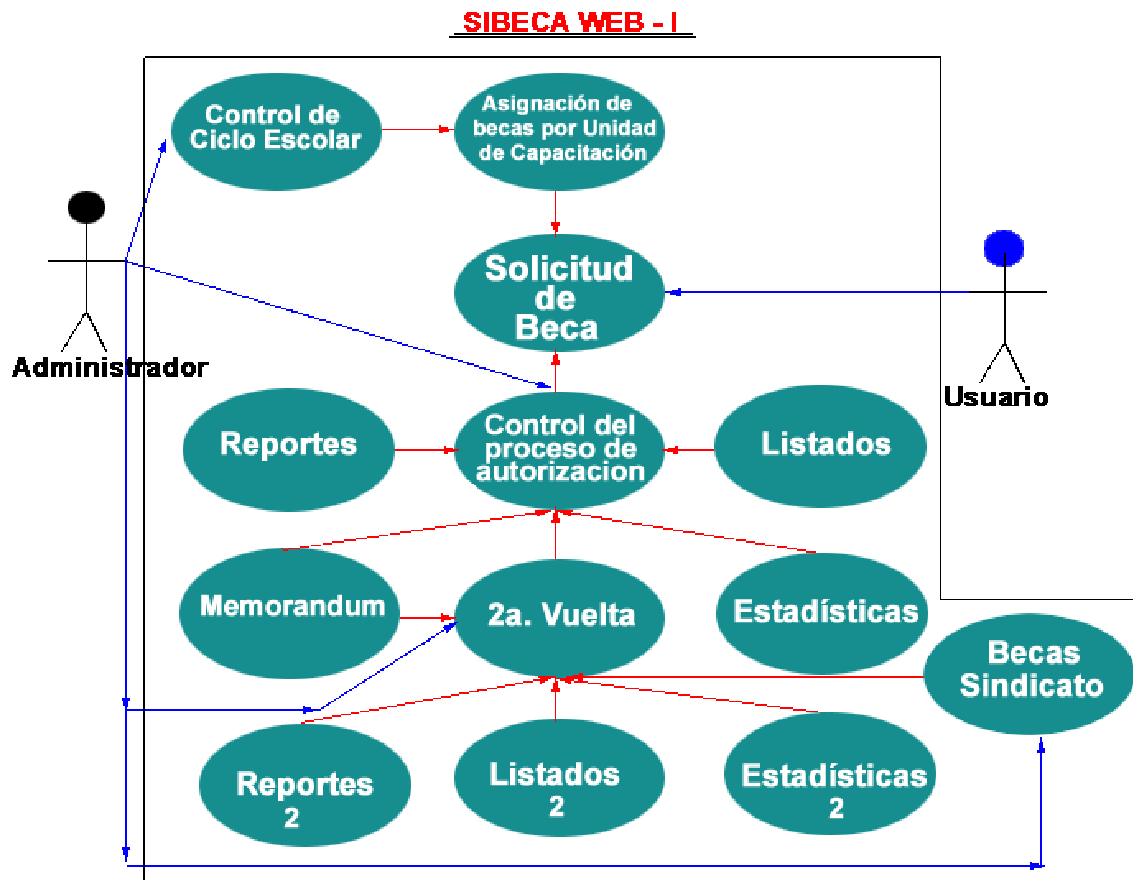 SIBECA WEB - I
Control de
Ciclo Escolar
Asignación de
becas por Unidad
de Capacitación
Solicitud
de
Beca
Administrador
Usuario
Reportes
Control del
proceso de
autorizacion
Listados
Memorandum
2a. Vuelta
Estadísticas
Becas
Sindicato
Reportes
2
Listados
2
Estadísticas
2